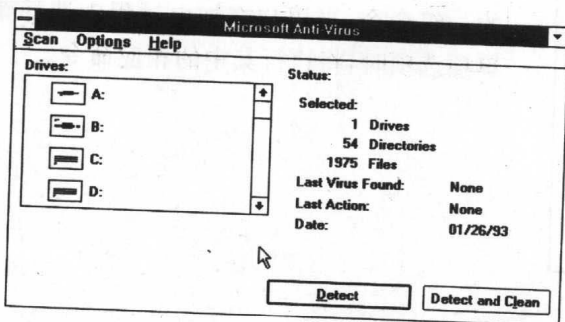 Microsoft Anti-Virus
Scan Options Help
Drives:
A:
B:
C:
D:
Status:
Selected:
1 Drives
54 Directories
1975 Files
Last Virus Found: None
Last Action: None
Date: 01/26/93
Detect
Detect and Clean